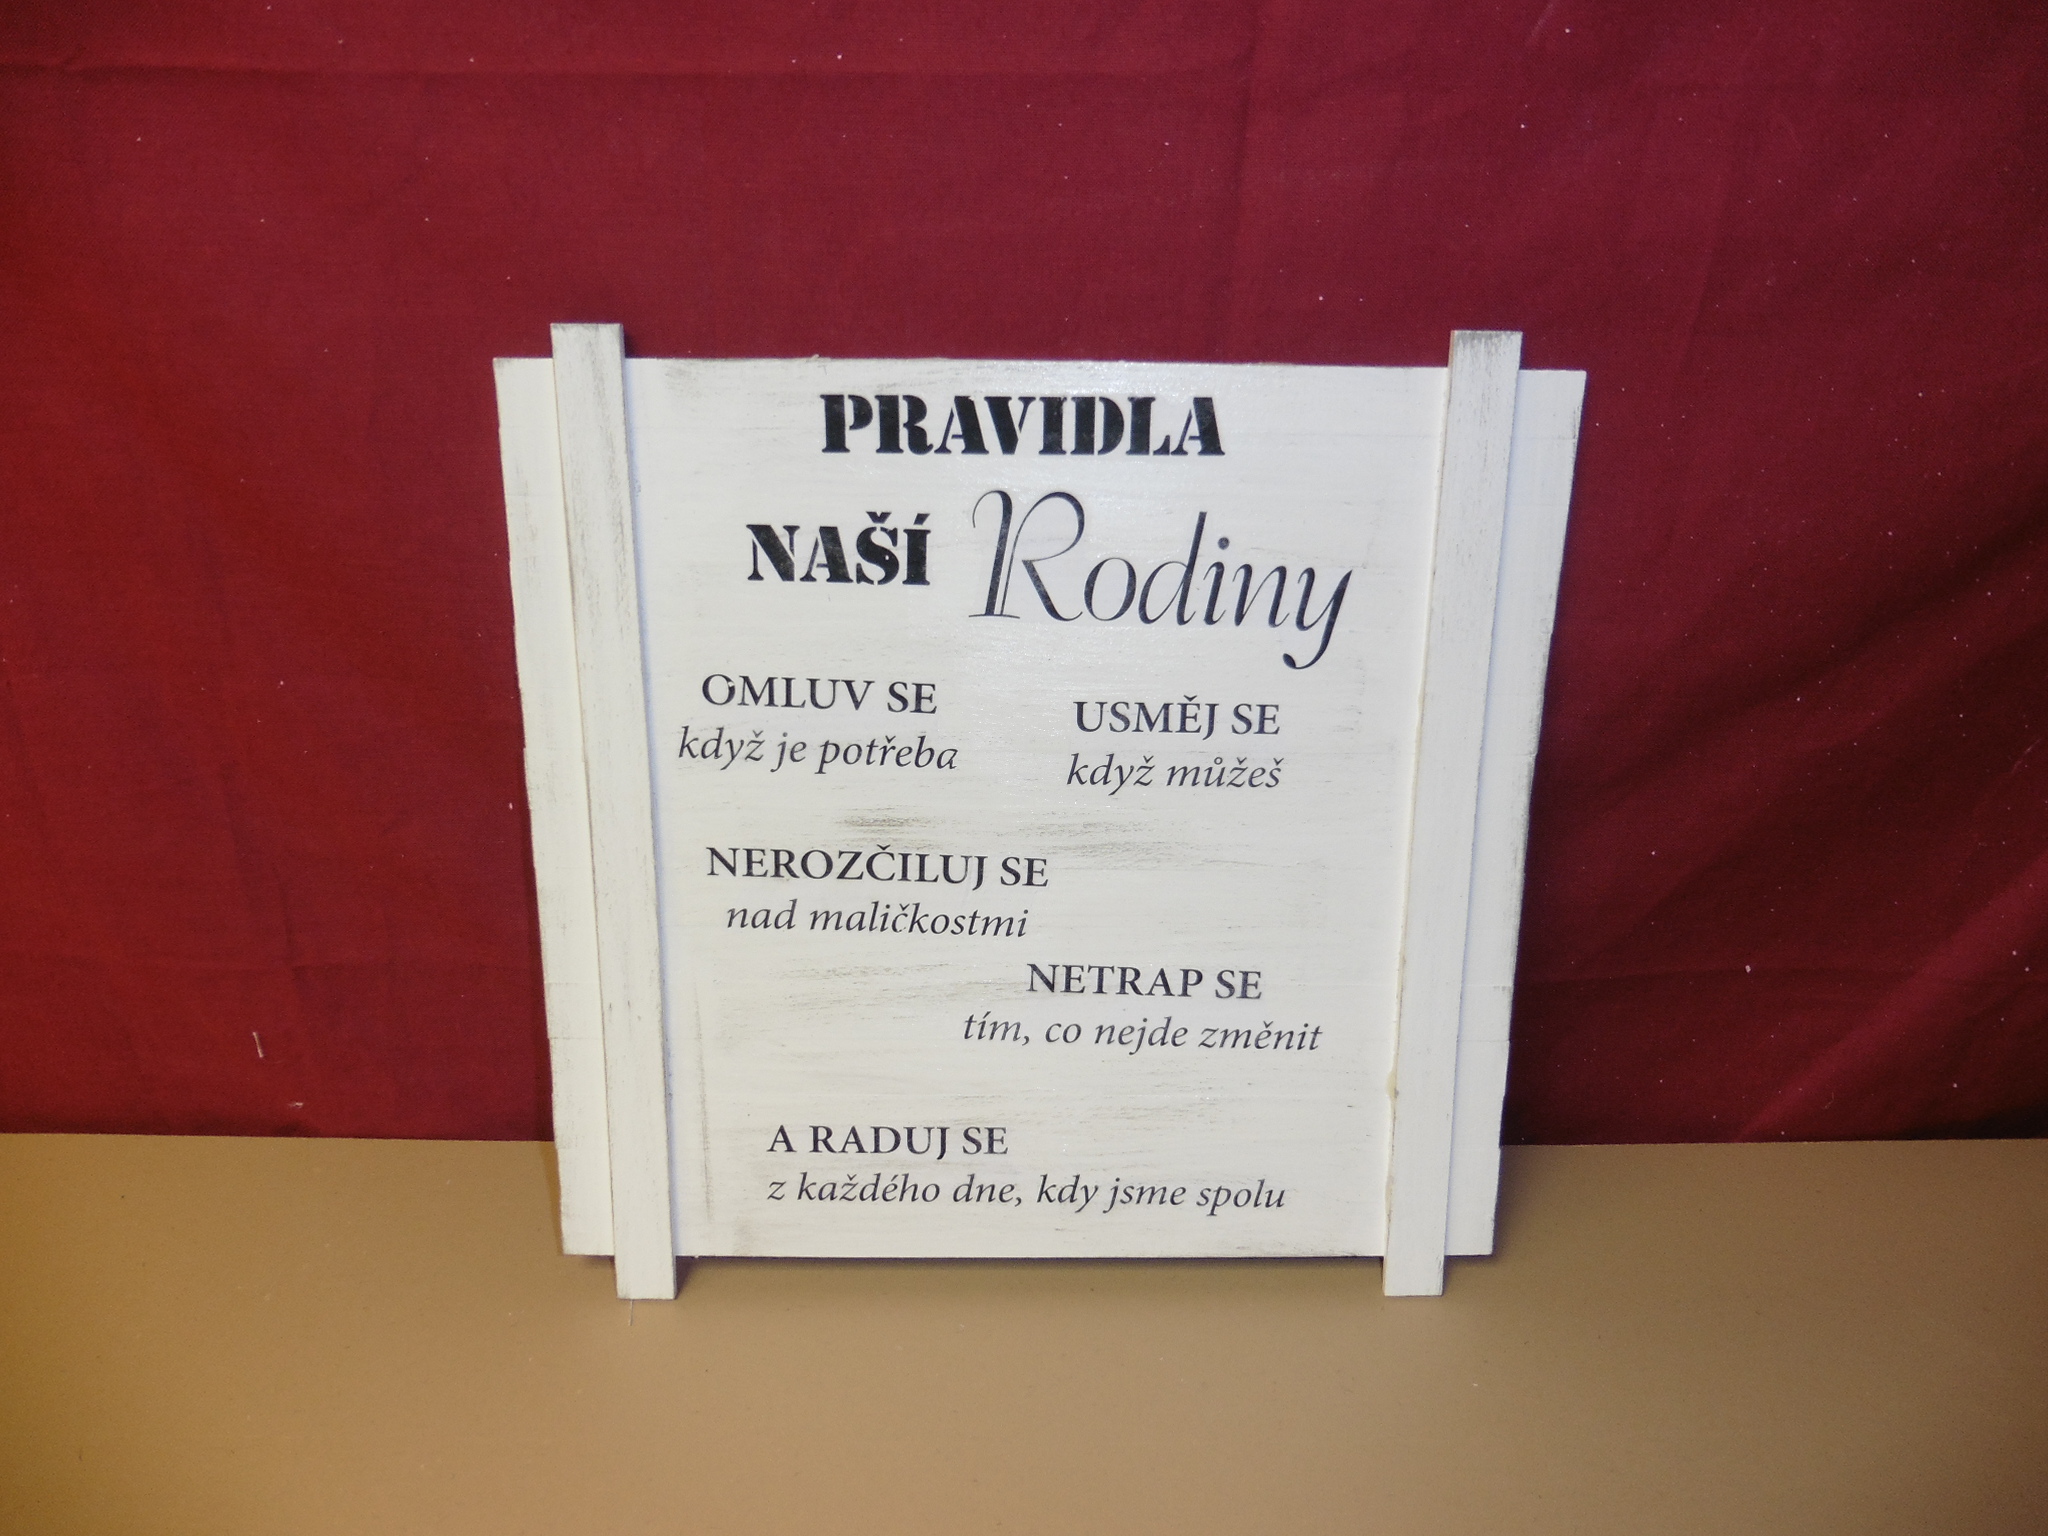 PRAVIDLA
NAŠÍ Rodiny
OMLUV SE
když je potřeba
USMĚJ SE
když můžeš
NEROZČILUJ SE
nad maličkostmi
NETRAP SE
tím, co nejde změnit
A RADUJ SE
z každého dne, kdy jsme spolu